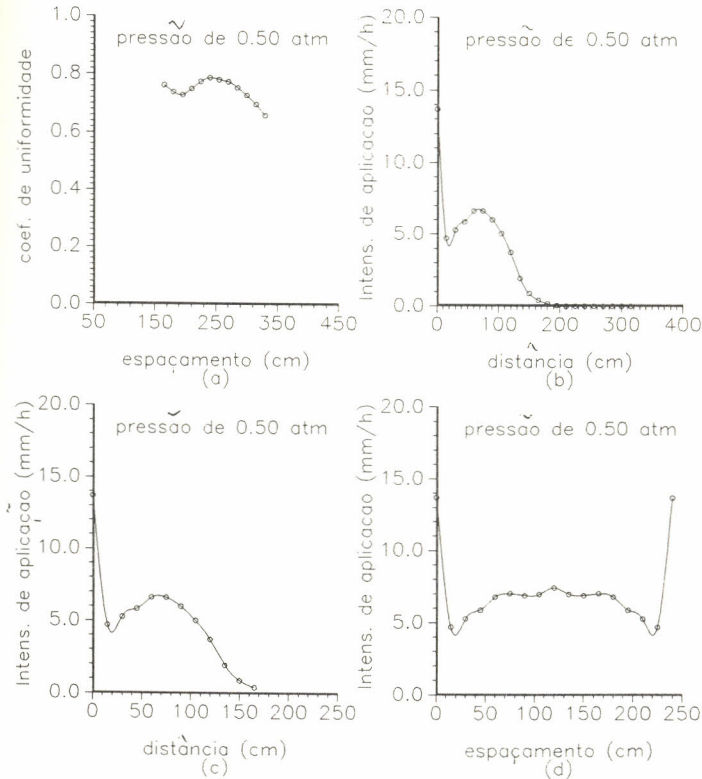 1.0
0.8
0.6
0.4
0.2
0.0
coef. de uniformidade
pressão de 0.50 atm
50 150 250 350 450
espaçamento (cm)
(a)
20.0
15.0
10.0
5.0
0.0
Intens. de aplicacao (mm/h)
pressão de 0.50 atm
0 100 200 300 400
distância (cm)
(b)
20.0
15.0
10.0
5.0
0.0
Intens. de aplicação (mm/h)
pressão de 0.50 atm
0 50 100 150 200 250
distância (cm)
(c)
20.0
15.0
10.0
5.0
0.0
Intens. de aplicacao (mm/h)
pressão de 0.50 atm
0 50 100 150 200 250
espaçamento (cm)
(d)